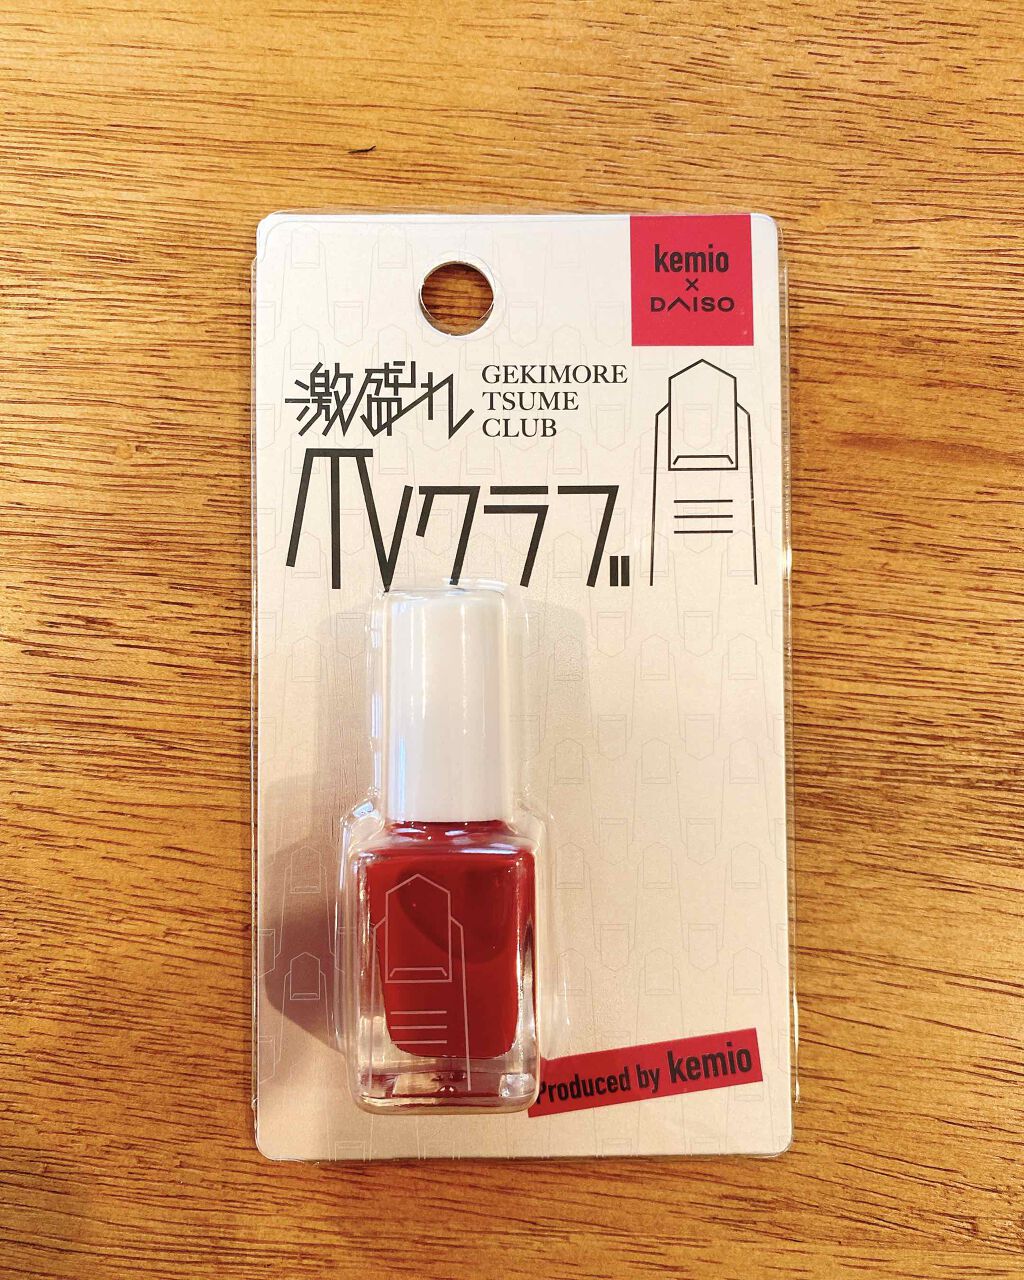 kemio
×
DAISO
激盛れ
GEKIMORE
TSUME
CLUB
爪クラブ
Produced by kemio